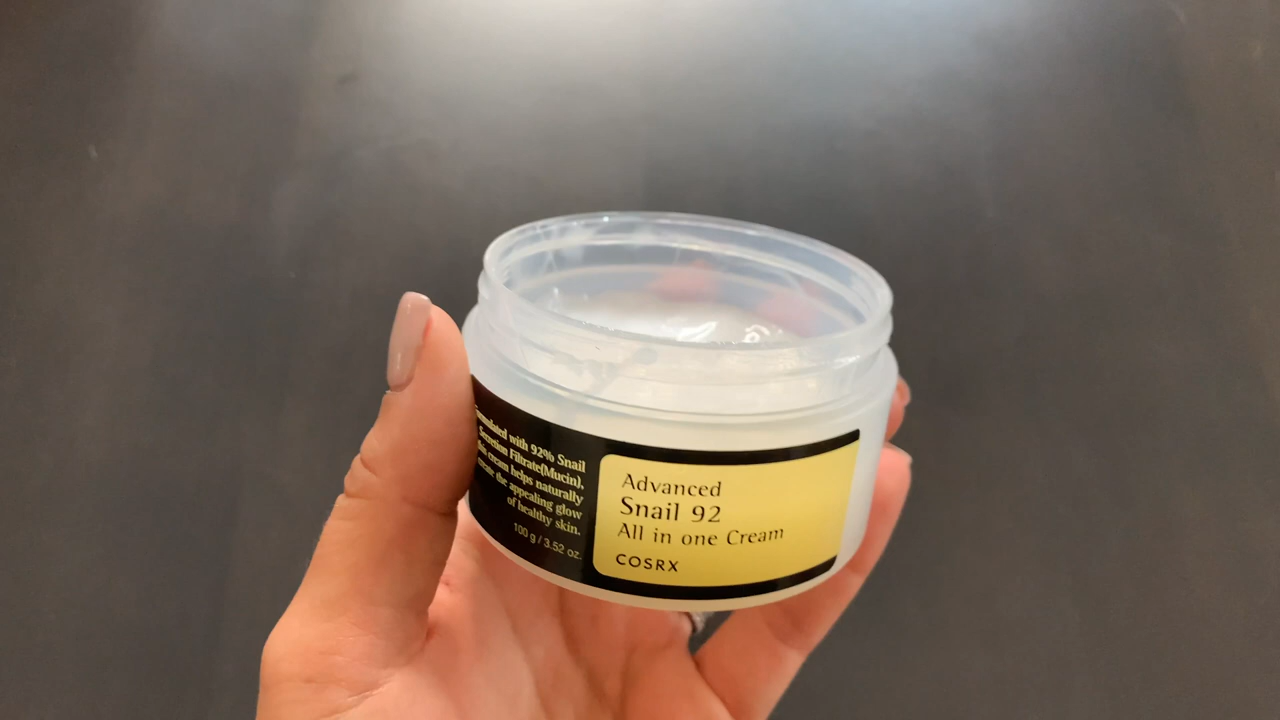 with 92% Snail
Secretion Filtrate(Mucin),
this cream helps naturally
the appealing glow
of healthy skin.
100 g / 3.52 oz.
Advanced
Snail 92
All in one Cream
COSRX